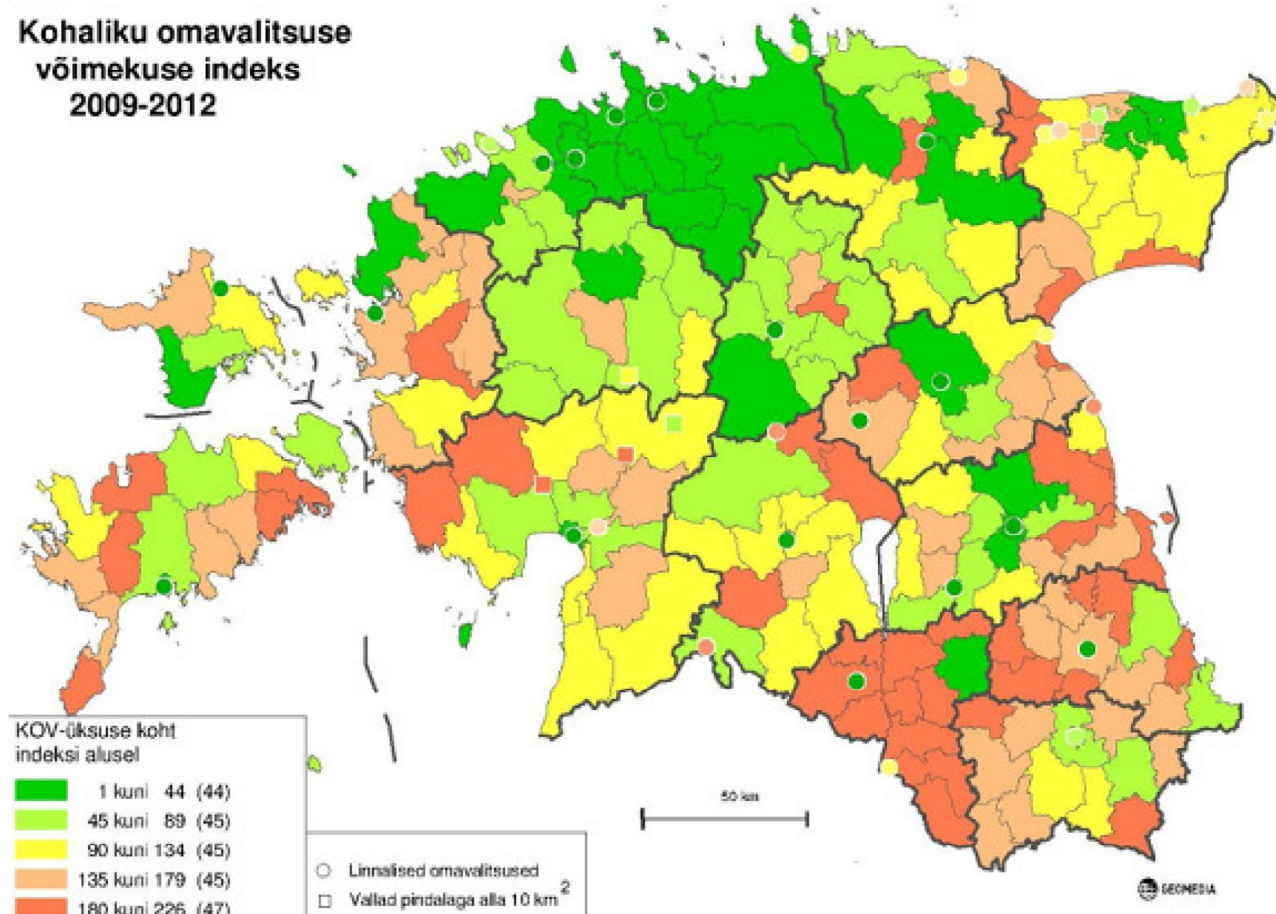 Kohaliku omavalitsuse
võimekuse indeks
2009-2012
KOV-üksuse koht
indeksi alusel
1 kuni 44 (44)
45 kuni 89 (45)
90 kuni 134 (45)
135 kuni 179 (45)
180 kuni 226 (47)
50 km
Linnalised omavalitsused
Vallad pindalaga alla 10 km²
GEOMEDIA